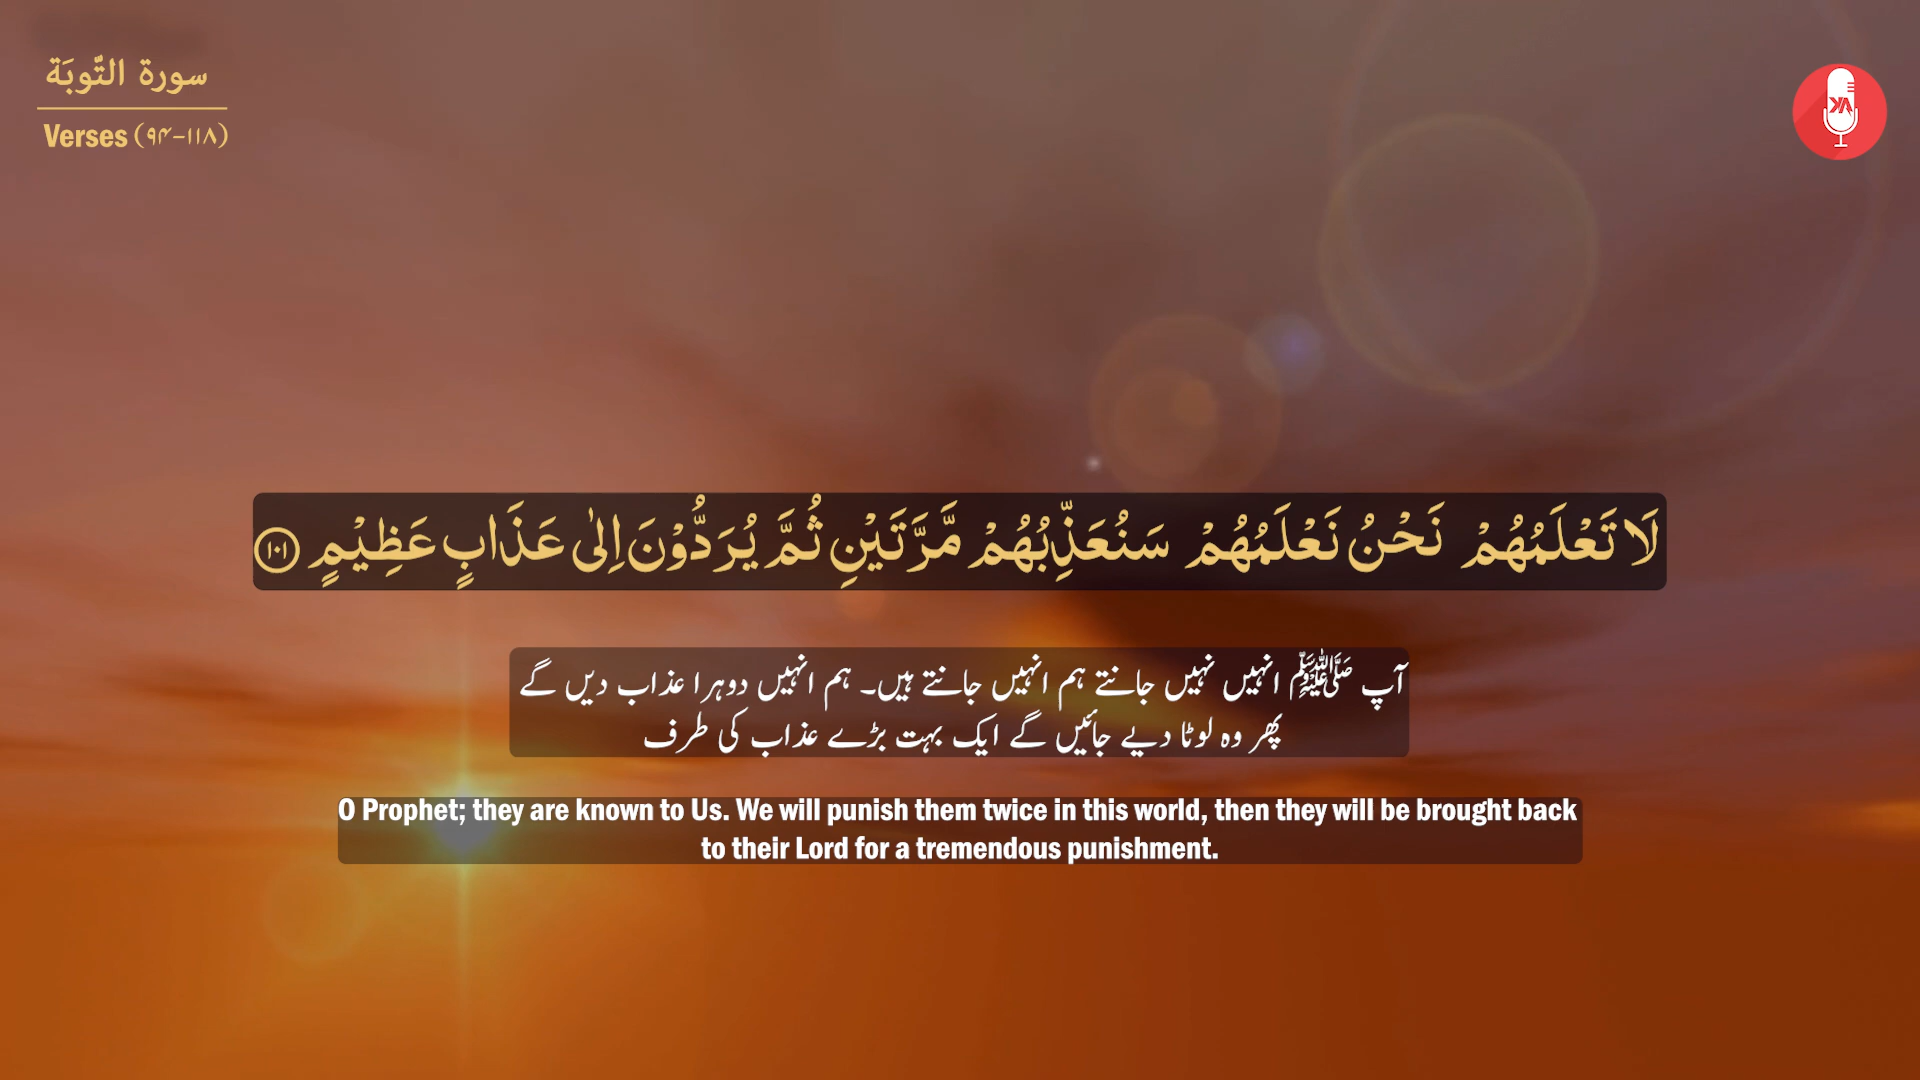 سورة التَّوبَة
Verses (۹۴-۱۱۸)
لَا تَعْلَمُهُمْ نَحْنُ نَعْلَمُهُمْ سَنُعَذِّبُهُمْ مَّرَّتَيْنِ ثُمَّ يُرَدُّوْنَ اِلٰى عَذَابٍ عَظِيْمٍ ۱۰۱
آپ ﷺ انہیں نہیں جانتے ہم انہیں جانتے ہیں۔ ہم انہیں دوہرا عذاب دیں گے
پھر وہ لوٹا دیے جائیں گے ایک بہت بڑے عذاب کی طرف
O Prophet; they are known to Us. We will punish them twice in this world, then they will be brought back
to their Lord for a tremendous punishment.